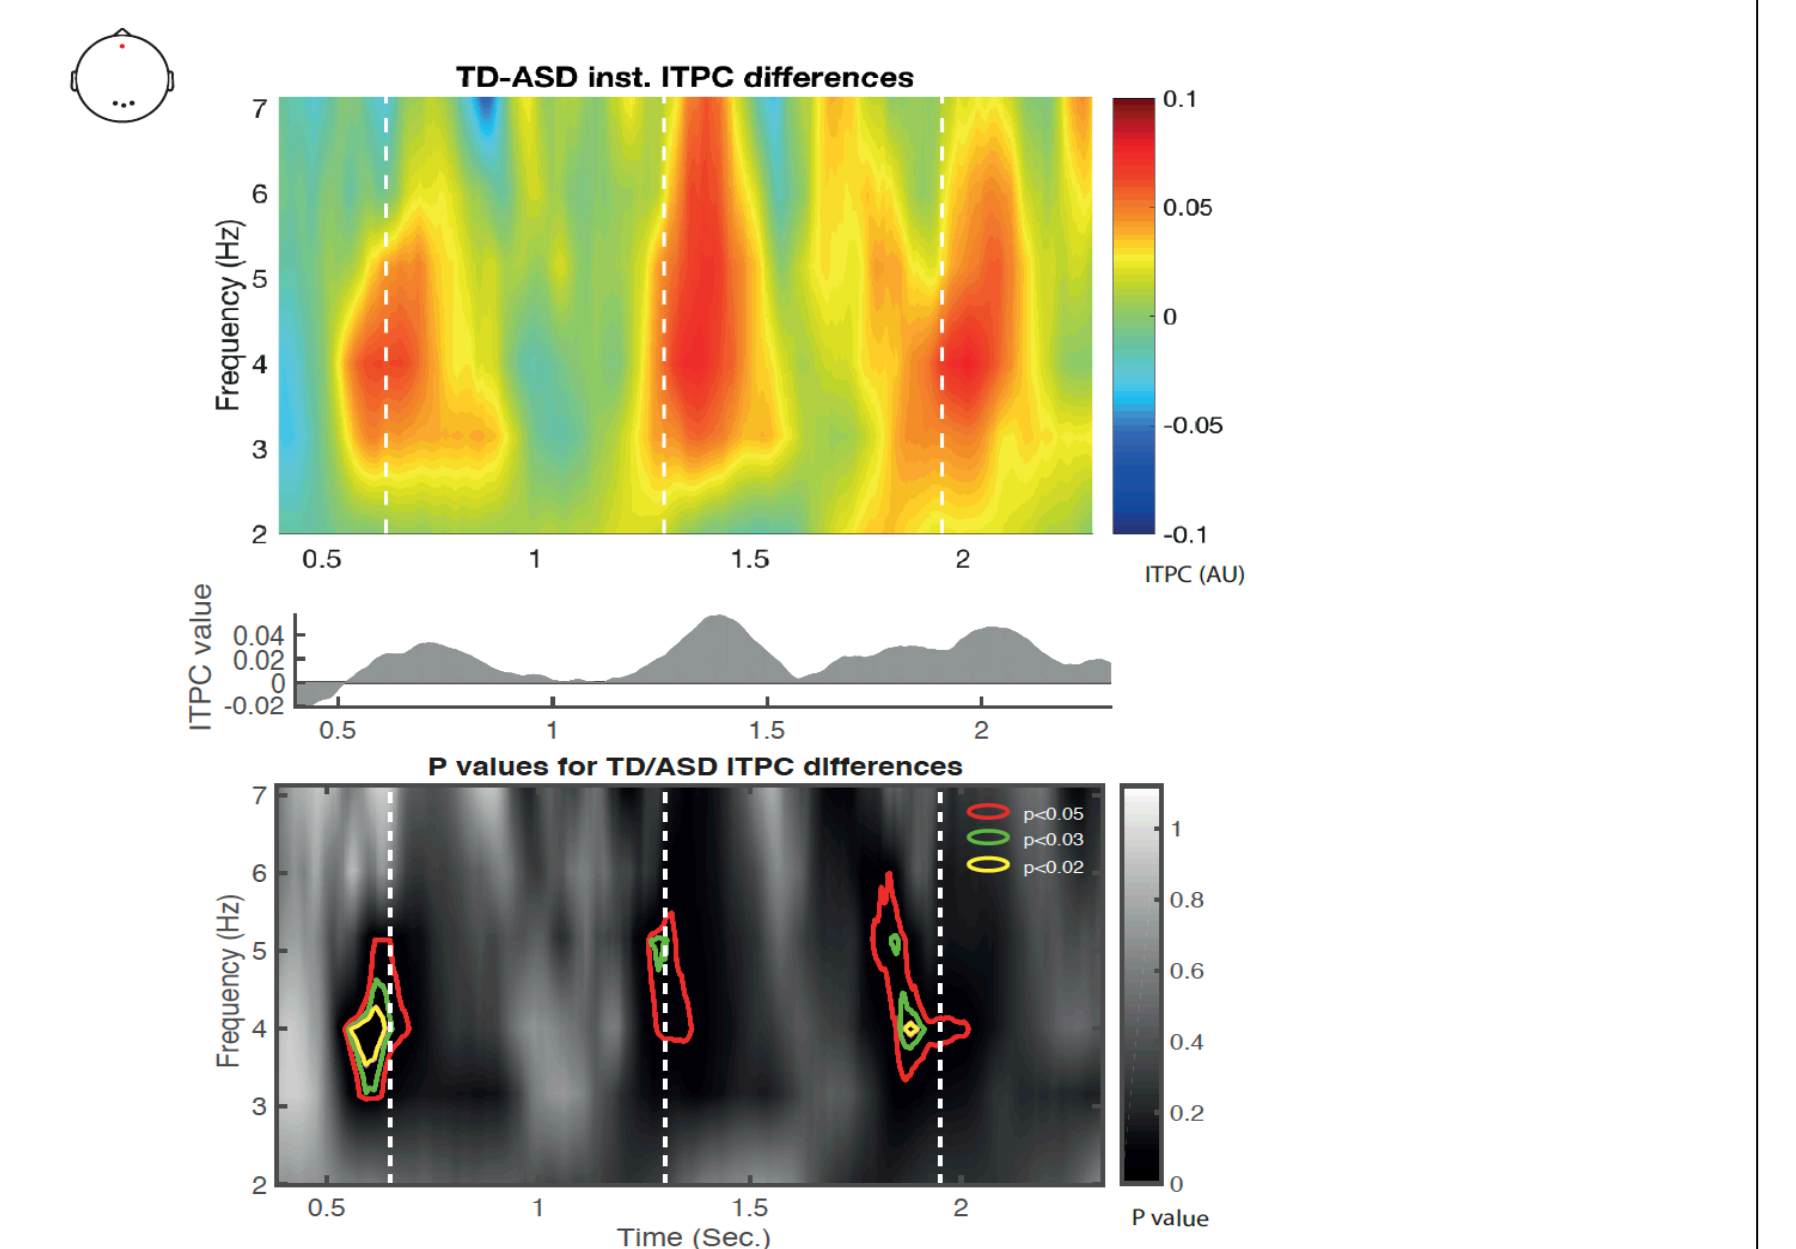 TD-ASD inst. ITPC differences
7
6
5
4
3
2
Frequency (Hz)
0.5 1 1.5 2
0.1
0.05
0
-0.05
-0.1
ITPC (AU)
ITPC value
0.04
0.02
0
-0.02
0.5 1 1.5 2
P values for TD/ASD ITPC differences
7
6
5
4
3
2
Frequency (Hz)
p<0.05
p<0.03
p<0.02
0.5 1 1.5 2
Time (Sec.)
1
0.8
0.6
0.4
0.2
0
P value